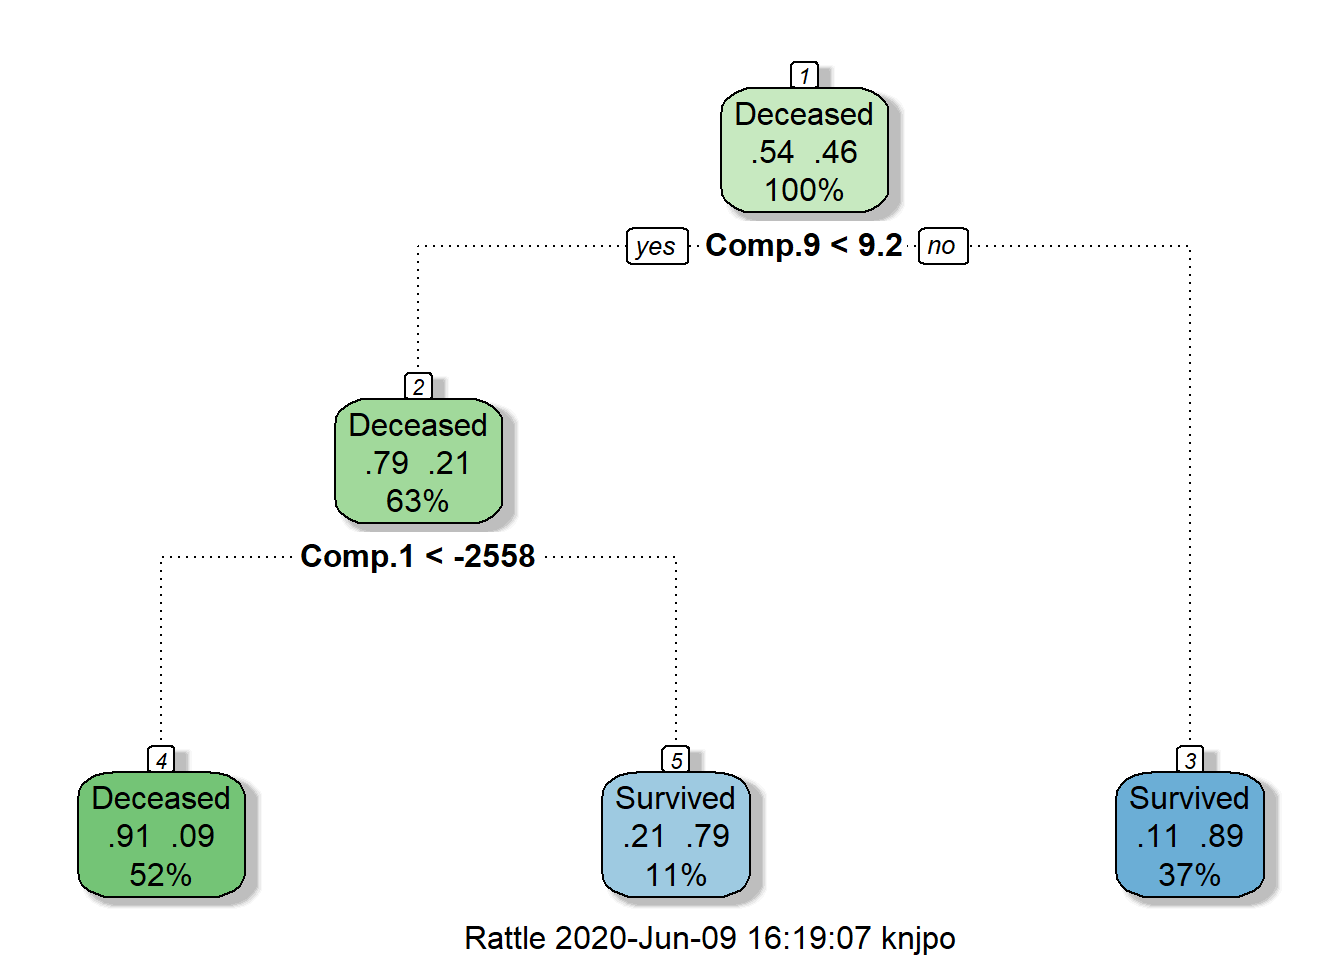 1
Deceased
.54 .46
100%
yes Comp.9 < 9.2 no
2
Deceased
.79 .21
63%
Comp.1 < -2558
4
Deceased
.91 .09
52%
5
Survived
.21 .79
11%
3
Survived
.11 .89
37%
Rattle 2020-Jun-09 16:19:07 knjpo